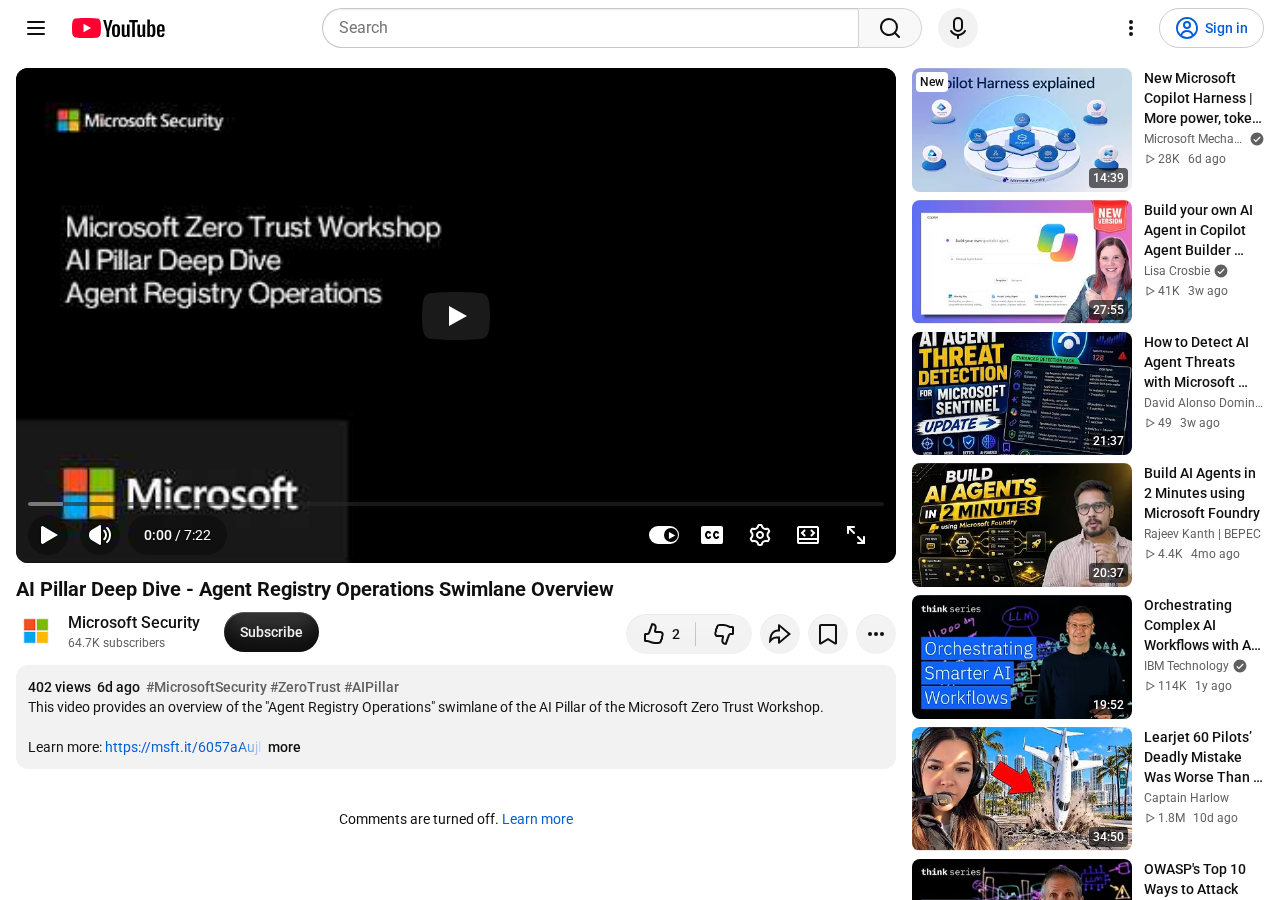 YouTube
Search
Sign in
Microsoft Security
Microsoft Zero Trust Workshop
AI Pillar Deep Dive
Agent Registry Operations
Microsoft
0:00 / 7:22
CC
AI Pillar Deep Dive - Agent Registry Operations Swimlane Overview
Microsoft Security
64.7K subscribers
Subscribe
2
402 views 6d ago #MicrosoftSecurity #ZeroTrust #AIPillar
This video provides an overview of the "Agent Registry Operations" swimlane of the AI Pillar of the Microsoft Zero Trust Workshop.
Learn more: https://msft.it/6057aAujl more
Comments are turned off. Learn more
New
pilot Harness explained
14:39
New Microsoft
Copilot Harness |
More power, toke...
Microsoft Mecha...
28K 6d ago
NEW
VERSION
27:55
Build your own AI
Agent in Copilot
Agent Builder ...
Lisa Crosbie
41K 3w ago
AI AGENT
THREAT
DETECTION
FOR MICROSOFT
SENTINEL
UPDATE
ENHANCED DETECTION PACK
128
21:37
How to Detect AI
Agent Threats
with Microsoft ...
David Alonso Domin...
49 3w ago
BUILD
AI AGENTS
IN 2 MINUTES
using Microsoft Foundry
20:37
Build AI Agents in
2 Minutes using
Microsoft Foundry
Rajeev Kanth | BEPEC
4.4K 4mo ago
think series
LLM
Orchestrating
Smarter AI
Workflows
19:52
Orchestrating
Complex AI
Workflows with A...
IBM Technology
114K 1y ago
34:50
Learjet 60 Pilots’
Deadly Mistake
Was Worse Than ...
Captain Harlow
1.8M 10d ago
think series
OWASP's Top 10
Ways to Attack